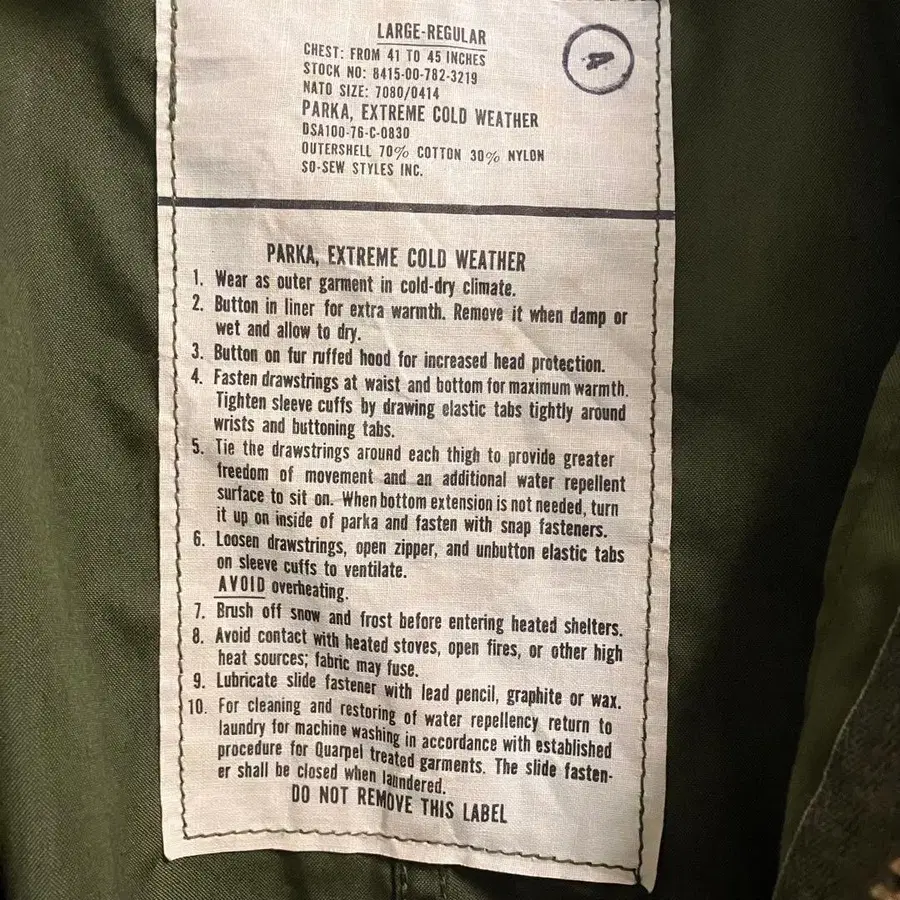 LARGE-REGULAR
CHEST: FROM 41 TO 45 INCHES
STOCK NO: 8415-00-782-3219
NATO SIZE: 7080/0414
PARKA, EXTREME COLD WEATHER
DSA100-76-C-0830
OUTERSHELL 70% COTTON 30% NYLON
SO-SEW STYLES INC.
PARKA, EXTREME COLD WEATHER
1. Wear as outer garment in cold-dry climate.
2. Button in liner for extra warmth. Remove it when damp or
wet and allow to dry.
3. Button on fur ruffed hood for increased head protection.
4. Fasten drawstrings at waist and bottom for maximum warmth.
Tighten sleeve cuffs by drawing elastic tabs tightly around
wrists and buttoning tabs.
5. Tie the drawstrings around each thigh to provide greater
freedom of movement and an additional water repellent
surface to sit on. When bottom extension is not needed, turn
it up on inside of parka and fasten with snap fasteners.
6. Loosen drawstrings, open zipper, and unbutton elastic tabs
on sleeve cuffs to ventilate.
AVOID overheating.
7. Brush off snow and frost before entering heated shelters.
8. Avoid contact with heated stoves, open fires, or other high
heat sources; fabric may fuse.
9. Lubricate slide fastener with lead pencil, graphite or wax.
10. For cleaning and restoring of water repellency return to
laundry for machine washing in accordance with established
procedure for Quarpel treated garments. The slide fasten-
er shall be closed when laundered.
DO NOT REMOVE THIS LABEL